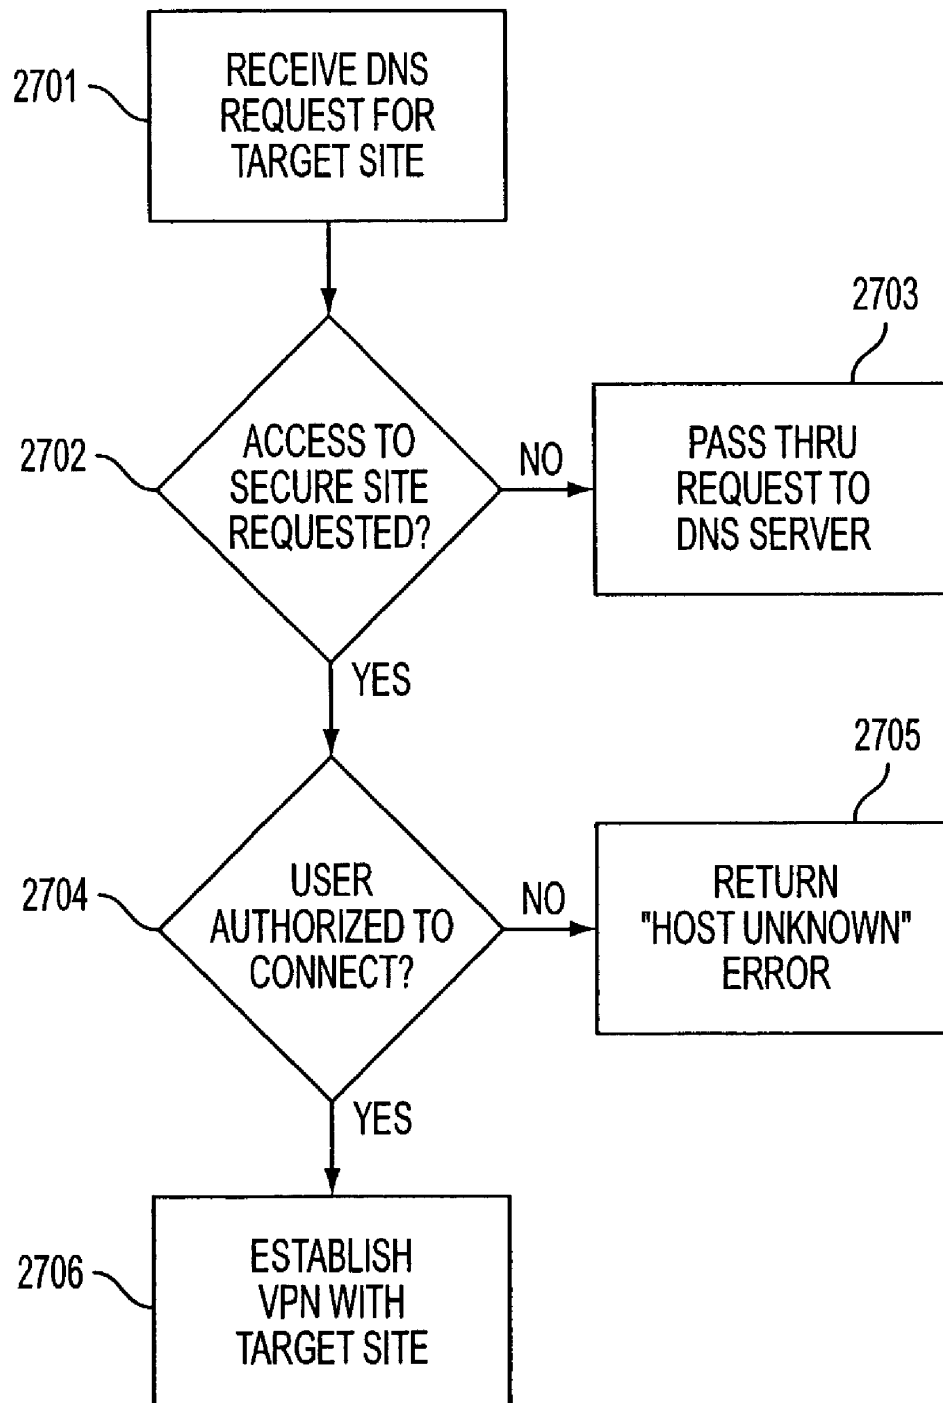 2701
RECEIVE DNS
REQUEST FOR
TARGET SITE
2702
ACCESS TO
SECURE SITE
REQUESTED?
NO
2703
PASS THRU
REQUEST TO
DNS SERVER
YES
2704
USER
AUTHORIZED TO
CONNECT?
NO
2705
RETURN
"HOST UNKNOWN"
ERROR
YES
2706
ESTABLISH
VPN WITH
TARGET SITE